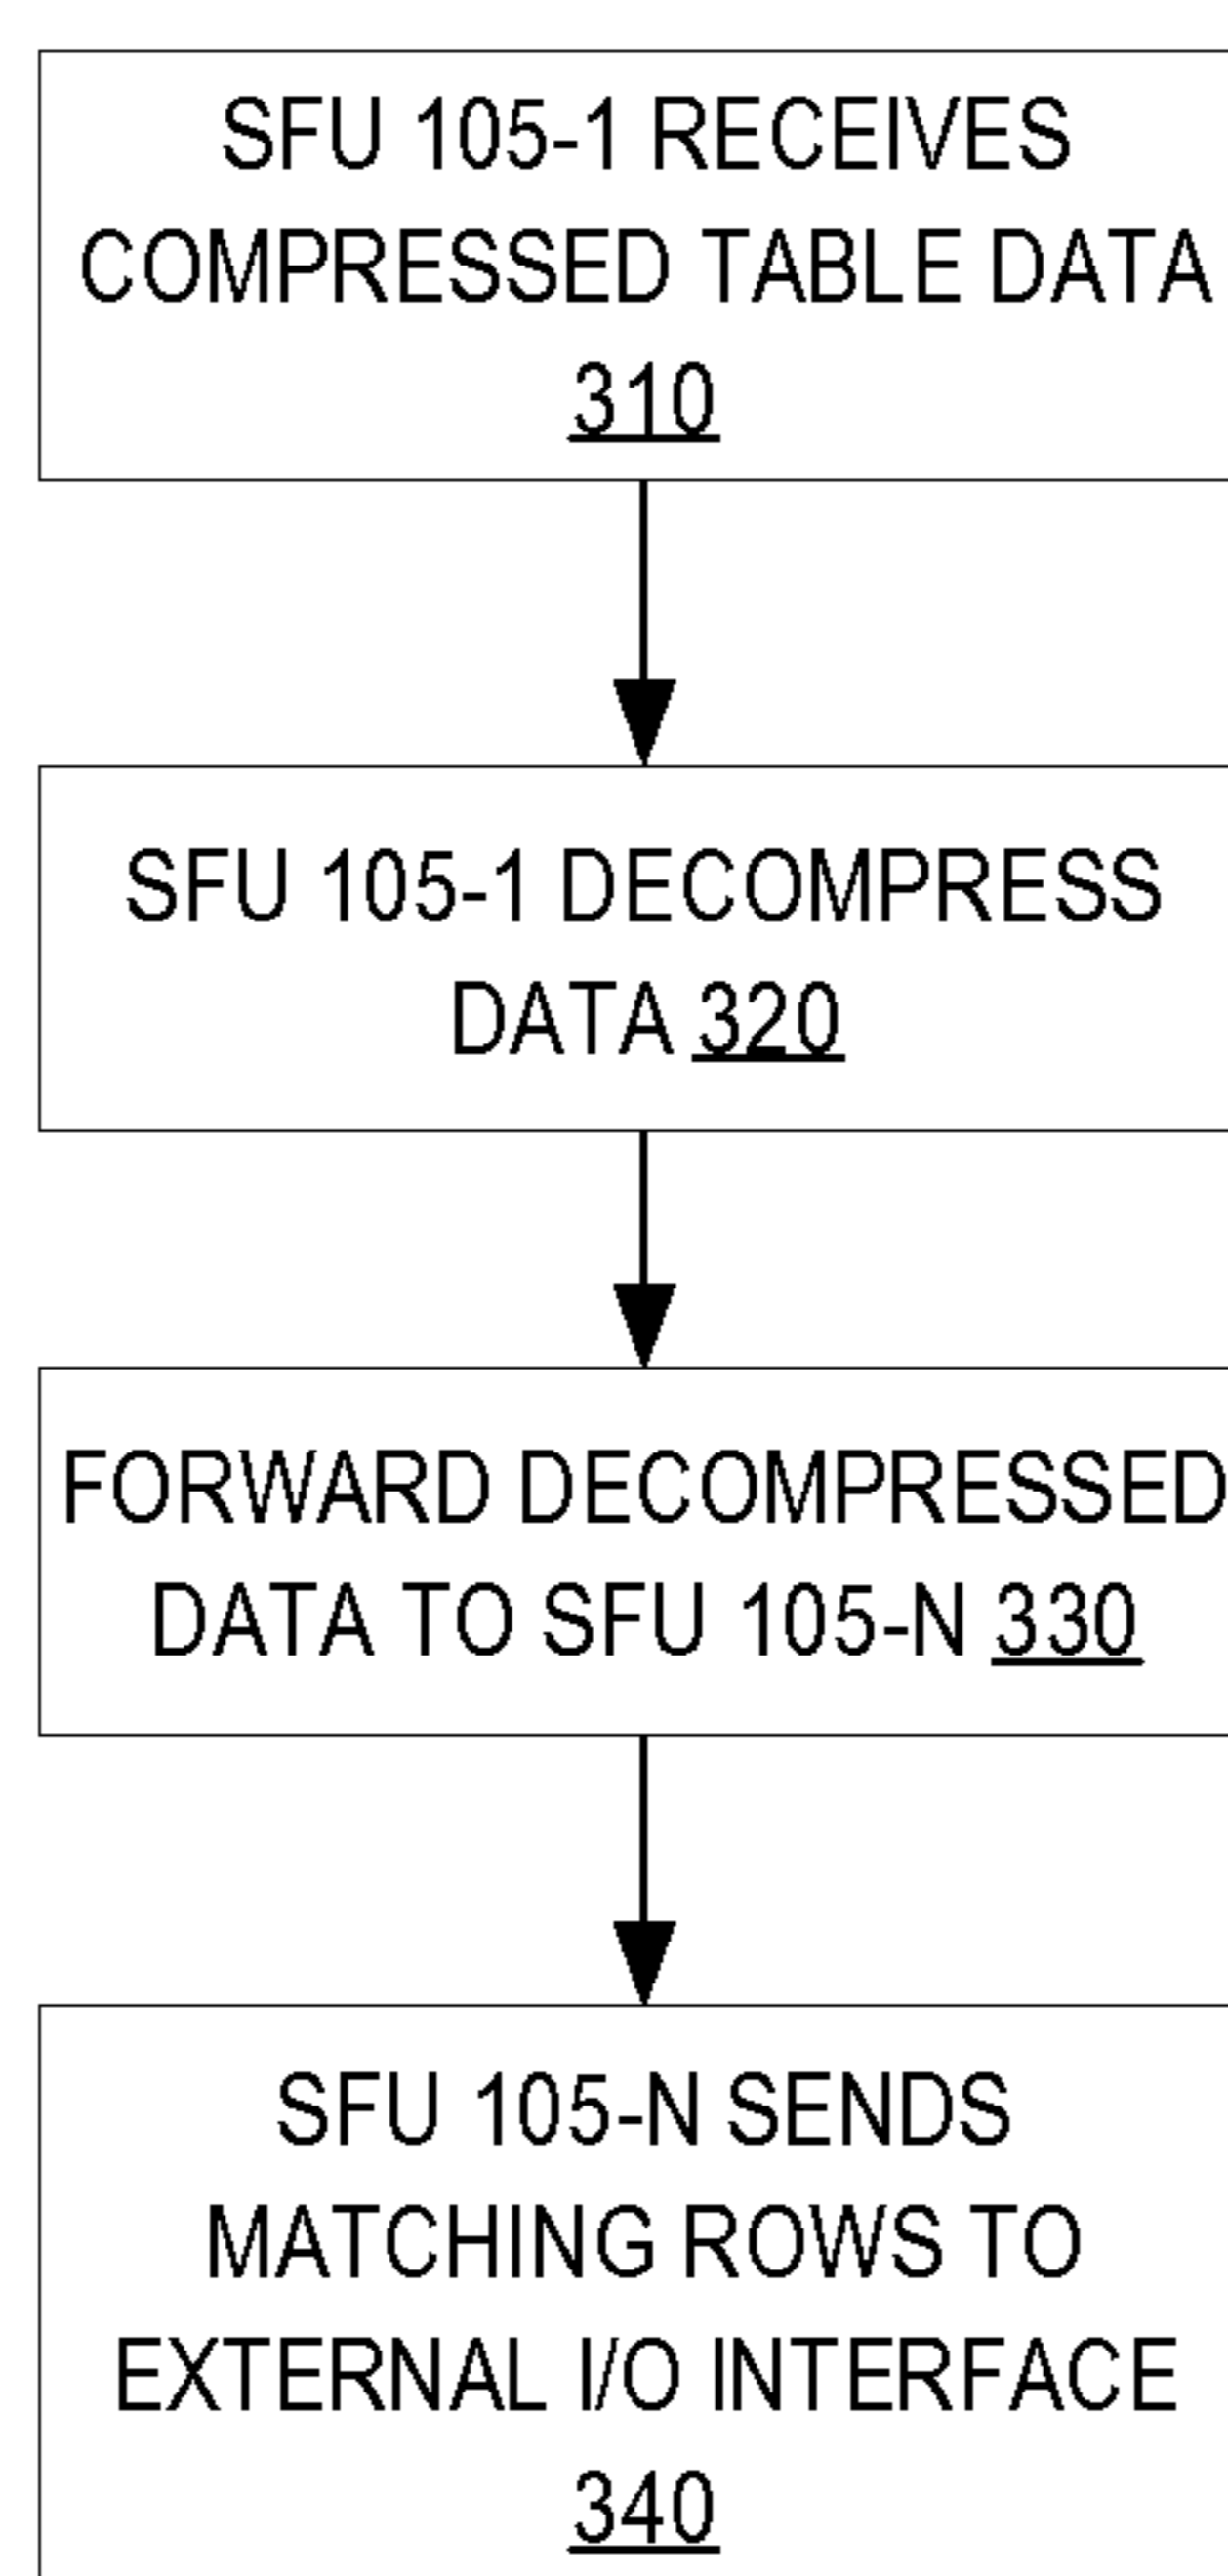 SFU 105-1 RECEIVES
COMPRESSED TABLE DATA
310
SFU 105-1 DECOMPRESS
DATA 320
FORWARD DECOMPRESSED
DATA TO SFU 105-N 330
SFU 105-N SENDS
MATCHING ROWS TO
EXTERNAL I/O INTERFACE
340